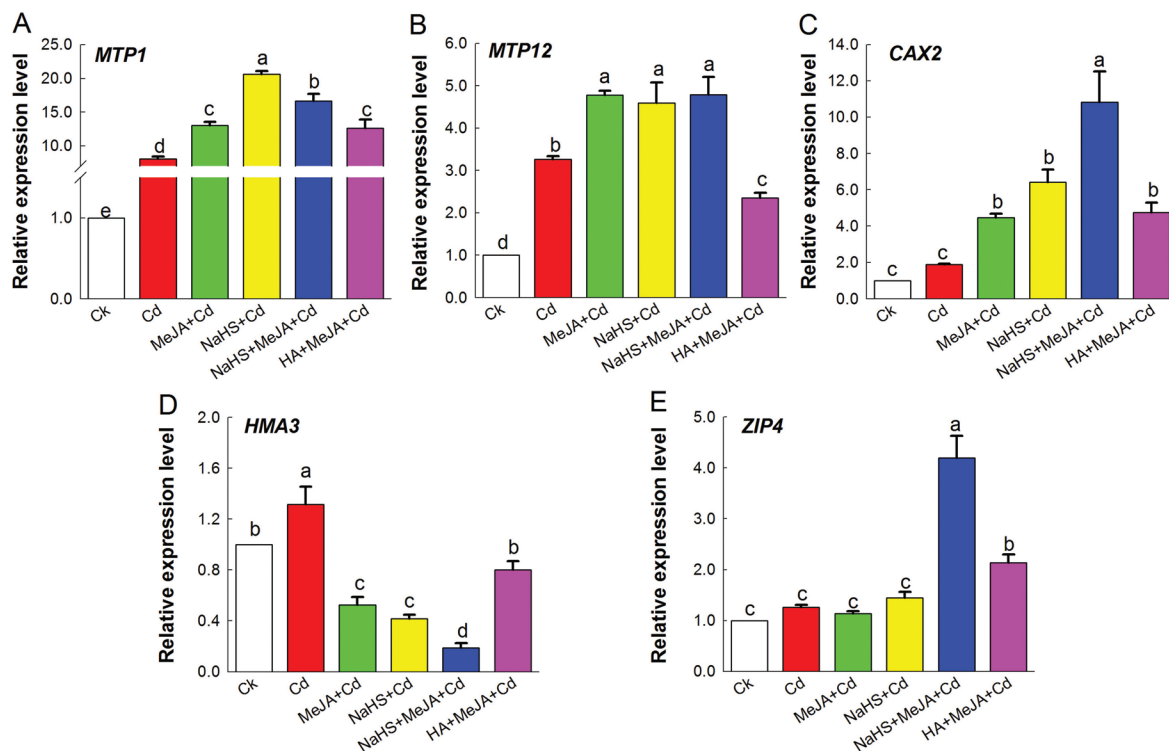 A
MTP1
Relative expression level
25.0
20.0
15.0
10.0
1.0
0.0
e
d
c
a
b
c
Ck
Cd
MeJA+Cd
NaHS+Cd
NaHS+MeJA+Cd
HA+MeJA+Cd
B
MTP12
Relative expression level
6.0
5.0
4.0
3.0
2.0
1.0
0.0
d
b
a
a
a
c
Ck
Cd
MeJA+Cd
NaHS+Cd
NaHS+MeJA+Cd
HA+MeJA+Cd
C
CAX2
Relative expression level
14.0
12.0
10.0
8.0
6.0
4.0
2.0
0.0
c
c
b
b
a
b
Ck
Cd
MeJA+Cd
NaHS+Cd
NaHS+MeJA+Cd
HA+MeJA+Cd
D
HMA3
Relative expression level
2.0
1.6
1.2
0.8
0.4
0.0
b
a
c
c
d
b
Ck
Cd
MeJA+Cd
NaHS+Cd
NaHS+MeJA+Cd
HA+MeJA+Cd
E
ZIP4
Relative expression level
5.0
4.0
3.0
2.0
1.0
0.0
c
c
c
c
a
b
Ck
Cd
MeJA+Cd
NaHS+Cd
NaHS+MeJA+Cd
HA+MeJA+Cd